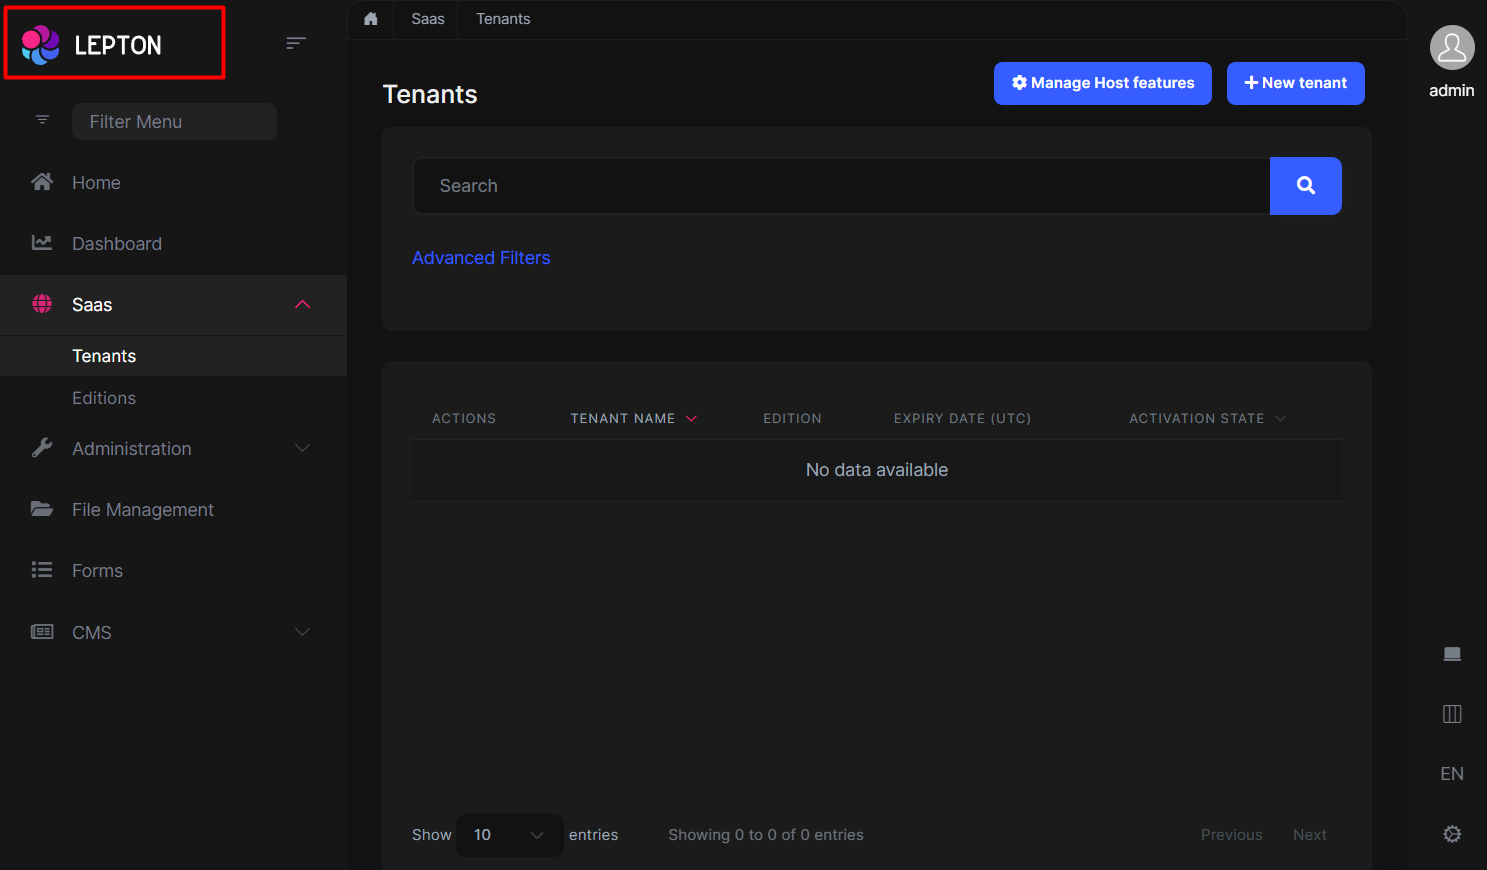 LEPTON
Filter Menu
Home
Dashboard
Saas
Tenants
Editions
Administration
File Management
Forms
CMS
Saas Tenants
Tenants
Manage Host features
New tenant
Search
Advanced Filters
ACTIONS TENANT NAME EDITION EXPIRY DATE (UTC) ACTIVATION STATE
No data available
Show 10 entries Showing 0 to 0 of 0 entries Previous Next
admin
EN